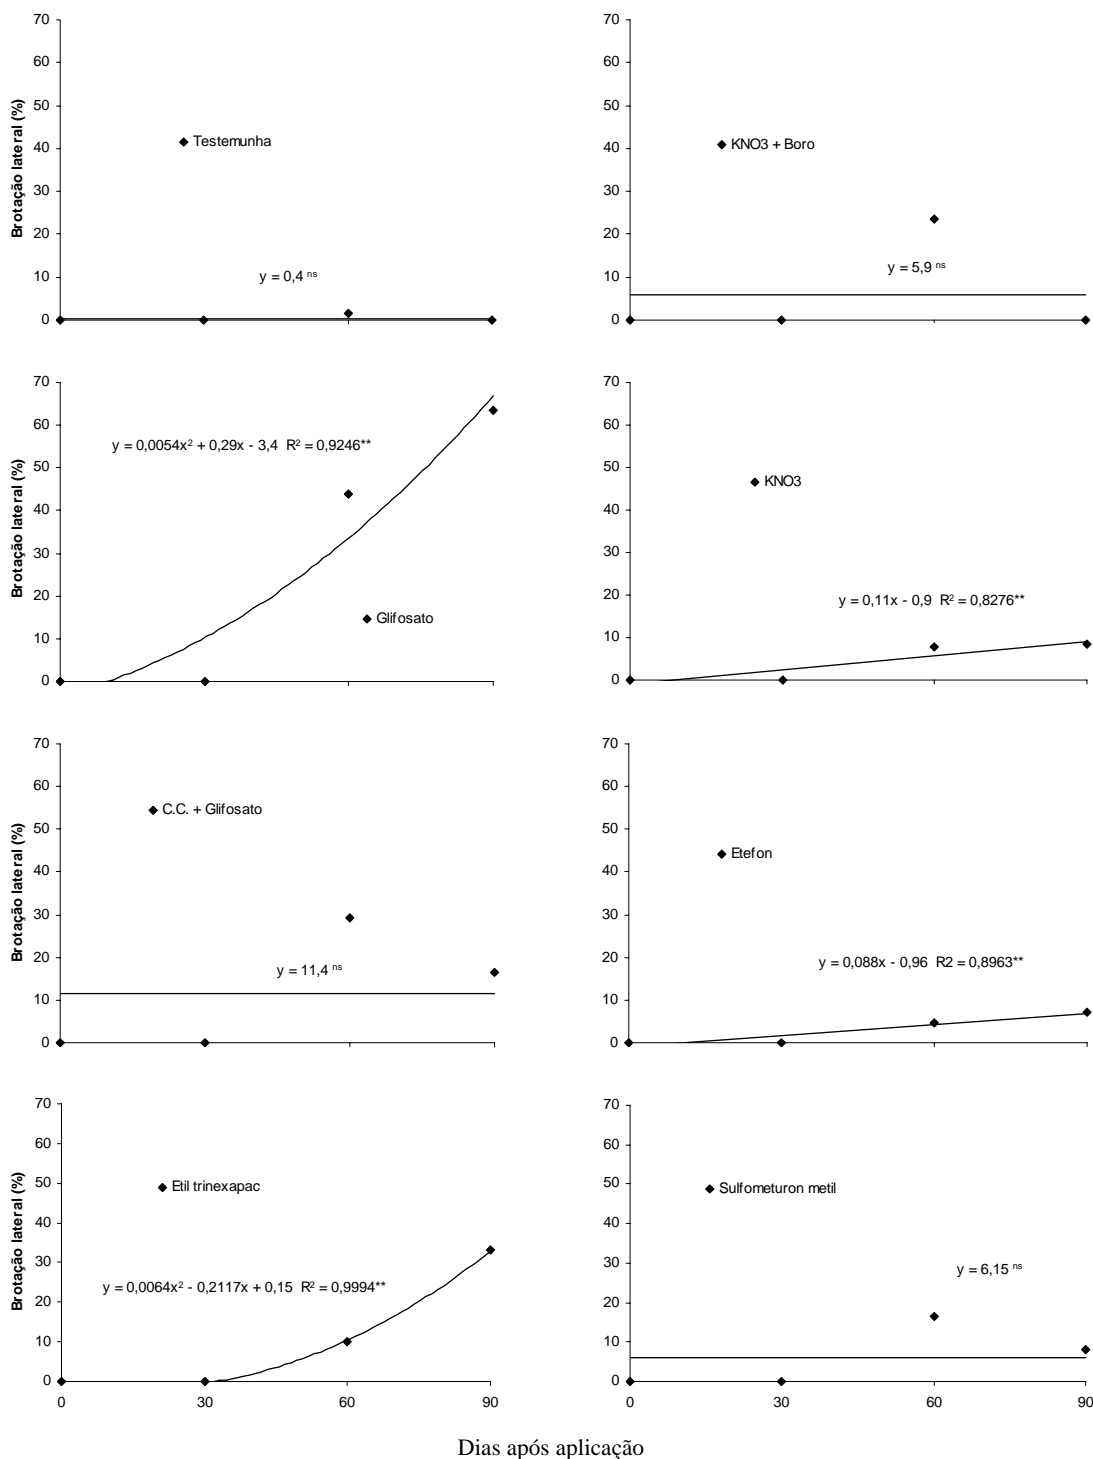 70
60
50
40
30
20
10
0
Brotação lateral (%)
Testemunha
y = 0,4 ns
70
60
50
40
30
20
10
0
KNO3 + Boro
y = 5,9 ns
70
60
50
40
30
20
10
0
Brotação lateral (%)
y = 0,0054x² + 0,29x - 3,4 R² = 0,9246**
Glifosato
70
60
50
40
30
20
10
0
KNO3
y = 0,11x - 0,9 R² = 0,8276**
70
60
50
40
30
20
10
0
Brotação lateral (%)
C.C. + Glifosato
y = 11,4 ns
70
60
50
40
30
20
10
0
Etefon
y = 0,088x - 0,96 R2 = 0,8963**
70
60
50
40
30
20
10
0
Brotação lateral (%)
Etil trinexapac
y = 0,0064x² - 0,2117x + 0,15 R² = 0,9994**
0 30 60 90
70
60
50
40
30
20
10
0
Sulfometuron metil
y = 6,15 ns
0 30 60 90
Dias após aplicação